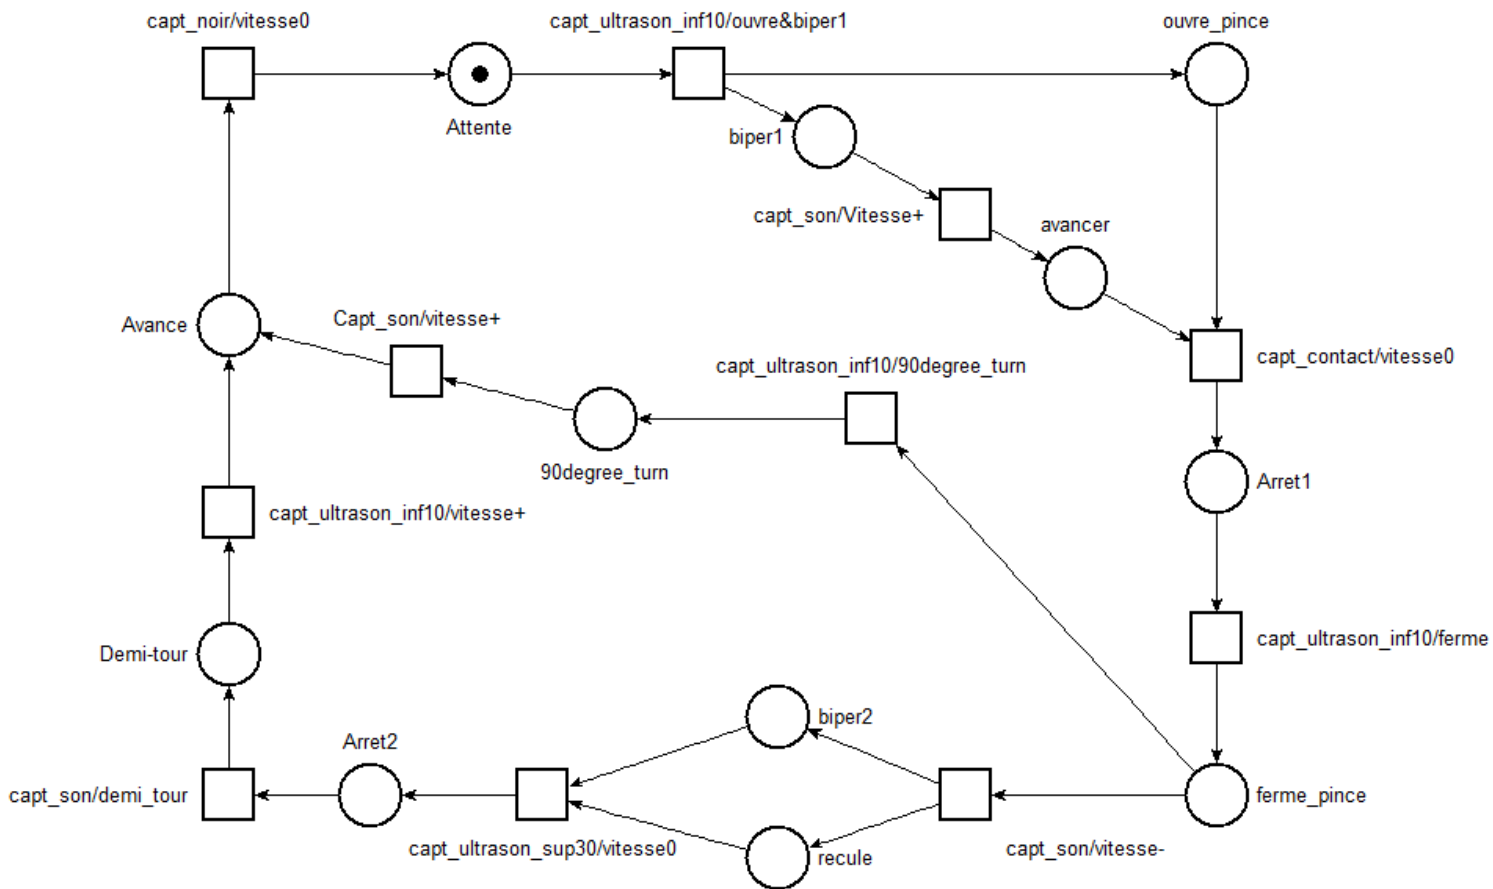 capt_noir/vitesse0
capt_ultrason_inf10/ouvre&biper1
ouvre_pince
Attente
biper1
capt_son/Vitesse+
avancer
Avance
Capt_son/vitesse+
capt_contact/vitesse0
capt_ultrason_inf10/90degree_turn
90degree_turn
Arret1
capt_ultrason_inf10/vitesse+
capt_ultrason_inf10/ferme
Demi-tour
biper2
Arret2
capt_son/demi_tour
ferme_pince
capt_ultrason_sup30/vitesse0
recule
capt_son/vitesse-